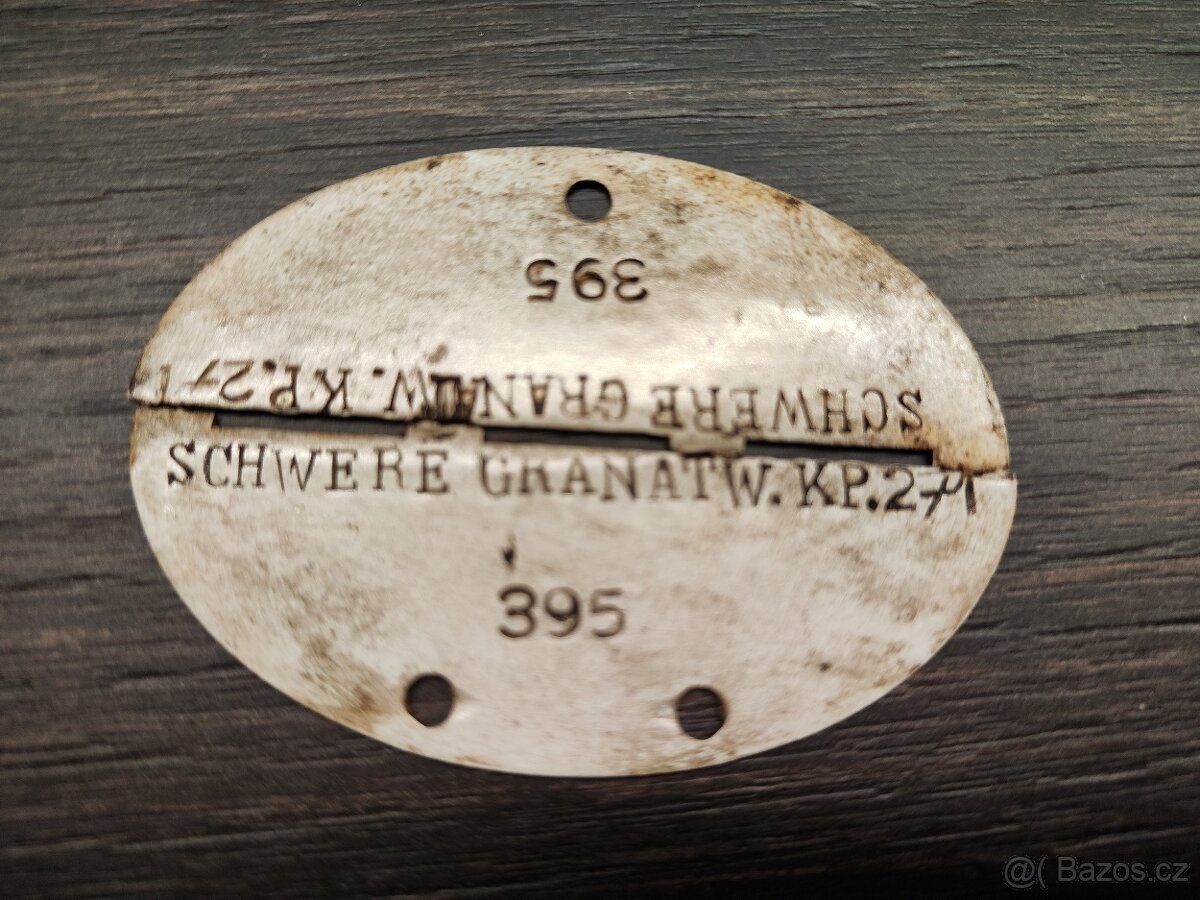 395
SCHWERE GRANATW. KP.27
SCHWERE GRANATW. KP.27
395
@( Bazos.cz